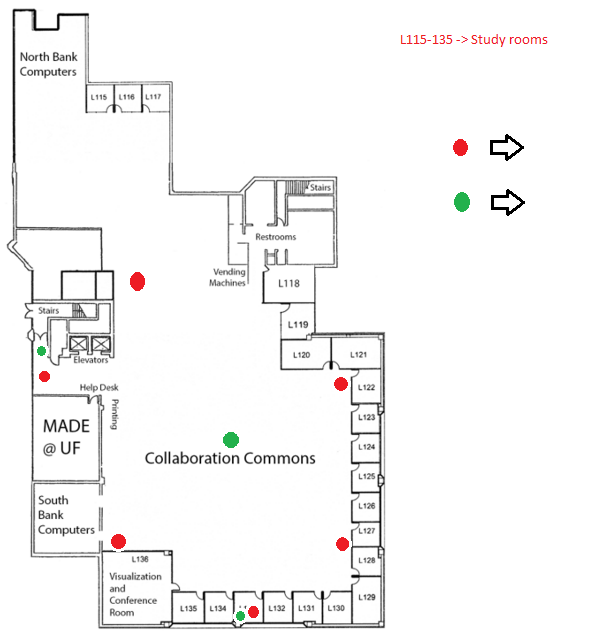 L115-135 -> Study rooms
North Bank
Computers
L115
L116
L117
Stairs
Restrooms
Vending
Machines
L118
L119
L120
L121
Stairs
Elevators
Help Desk
L122
Printing
L123
MADE
@ UF
L124
Collaboration Commons
L125
South
Bank
Computers
L126
L127
L136
L128
Visualization
and
Conference
Room
L135
L134
L132
L131
L130
L129